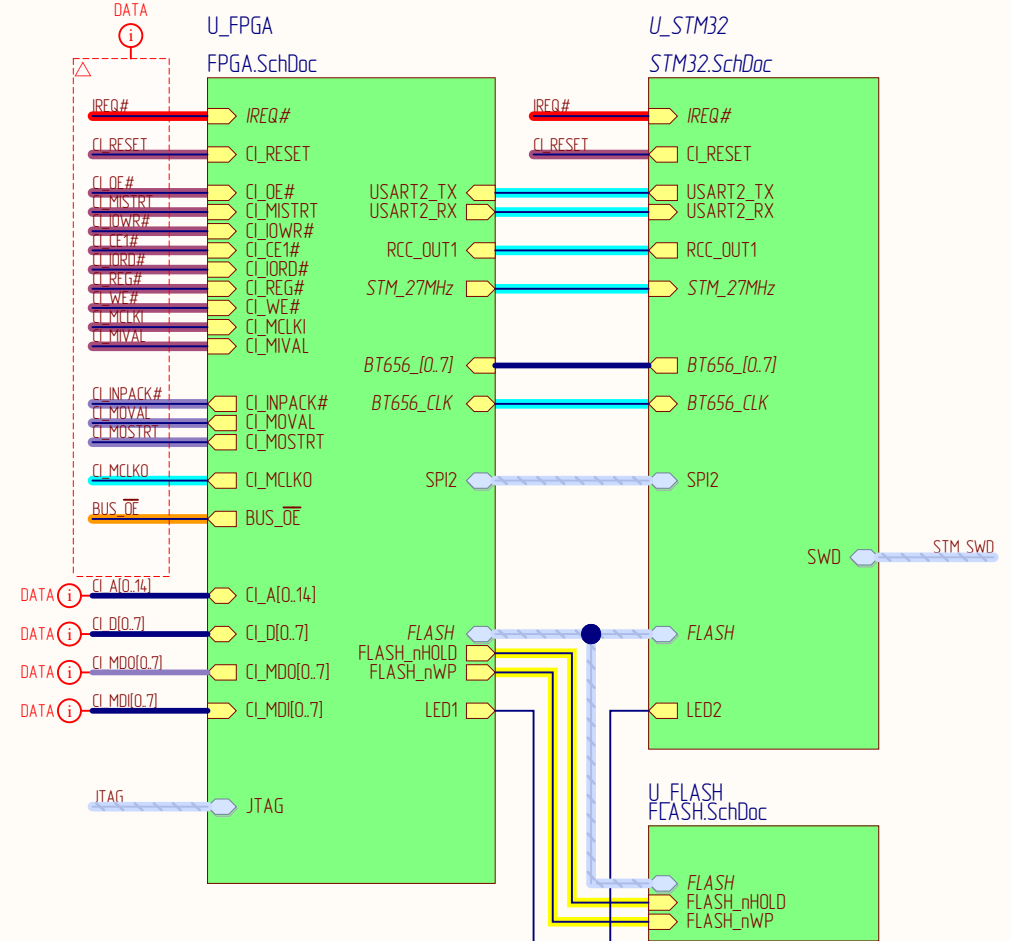 DATA
i
U_FPGA
FPGA.SchDoc
U_STM32
STM32.SchDoc
IREQ#
IREQ#
IREQ#
IREQ#
CI_RESET
CI_RESET
CI_RESET
CI_RESET
CI_OE#
CI_OE#
USART2_TX
USART2_TX
CI_MISTRT
CI_MISTRT
USART2_RX
USART2_RX
CI_IOWR#
CI_IOWR#
CI_CE1#
CI_CE1#
RCC_OUT1
RCC_OUT1
CI_IORD#
CI_IORD#
CI_REG#
CI_REG#
STM_27MHz
STM_27MHz
CI_WE#
CI_WE#
CI_MCLKI
CI_MCLKI
CI_MIVAL
CI_MIVAL
BT656_[0..7]
BT656_[0..7]
CI_INPACK#
CI_INPACK#
BT656_CLK
BT656_CLK
CI_MOVAL
CI_MOVAL
CI_MOSTRT
CI_MOSTRT
CI_MCLKO
CI_MCLKO
SPI2
SPI2
BUS_OE
BUS_OE
SWD
STM_SWD
DATA
i
CI_A[0..14]
CI_A[0..14]
DATA
i
CI_D[0..7]
CI_D[0..7]
FLASH
FLASH
FLASH_nHOLD
DATA
i
CI_MDO[0..7]
CI_MDO[0..7]
FLASH_nWP
DATA
i
CI_MDI[0..7]
CI_MDI[0..7]
LED1
LED2
JTAG
JTAG
U_FLASH
FLASH.SchDoc
FLASH
FLASH_nHOLD
FLASH_nWP